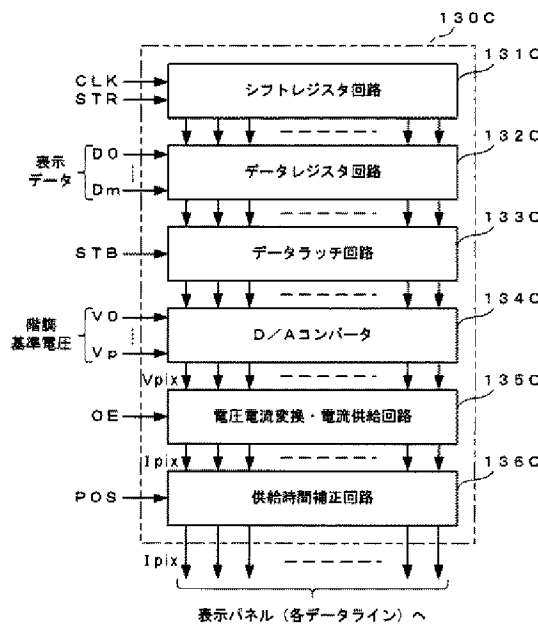 130C
131C
CLK
STR
シフトレジスタ回路
132C
表示
データ
D0
Dm
データレジスタ回路
133C
STB
データラッチ回路
134C
階調
基準電圧
V0
Vp
D/Aコンバータ
Vpix
135C
OE
電圧電流変換・電流供給回路
Ipix
136C
POS
供給時間補正回路
Ipix
表示パネル(各データライン)へ